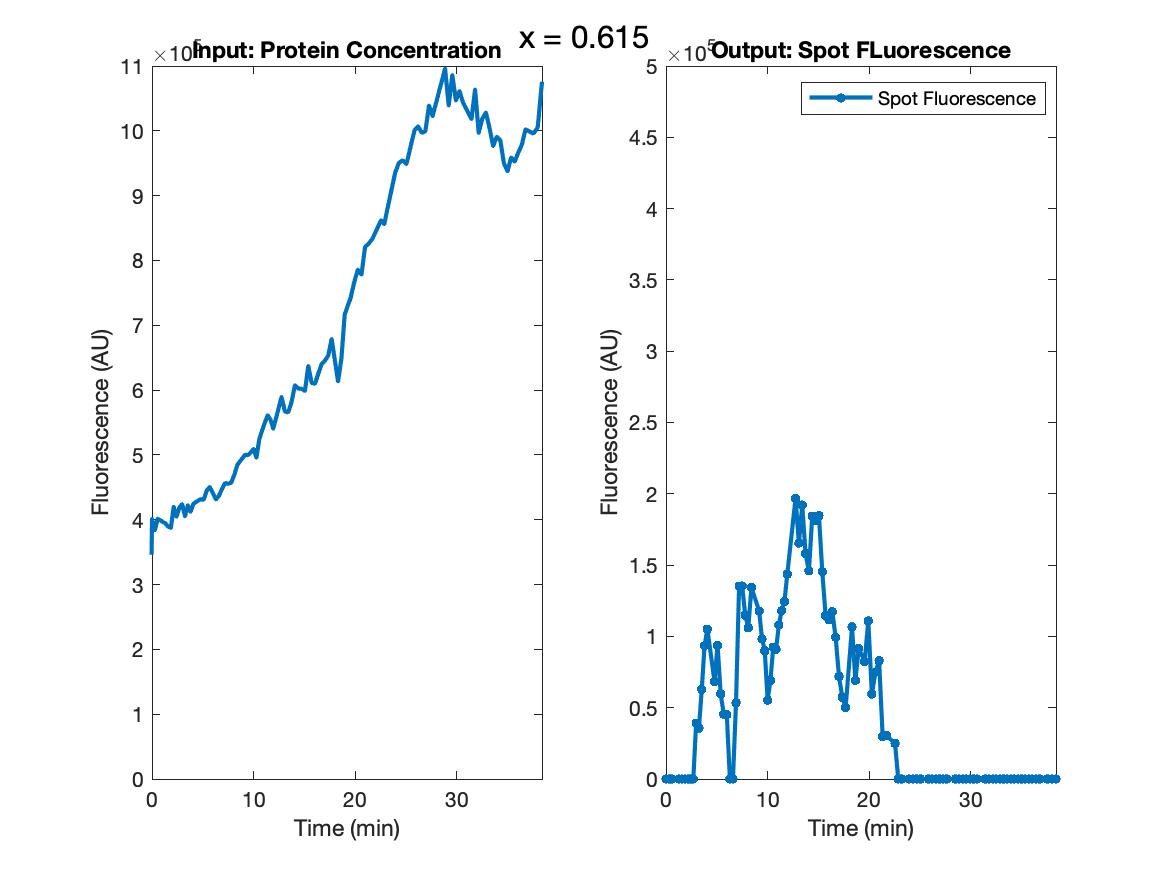 x = 0.615
×10⁵
Input: Protein Concentration
11
10
9
8
7
6
5
4
3
2
1
0
0 10 20 30
Fluorescence (AU)
Time (min)
×10⁵
Output: Spot FLuorescence
Spot Fluorescence
5
4.5
4
3.5
3
2.5
2
1.5
1
0.5
0
0 10 20 30
Fluorescence (AU)
Time (min)